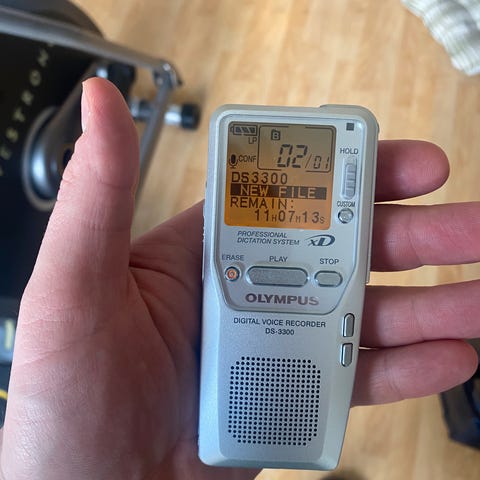 LP
B
CONF
02/01
DS3300
NEW FILE
REMAIN:
11H07M13S
HOLD
CUSTOM
PROFESSIONAL
DICTATION SYSTEM
xD
ERASE PLAY STOP
OLYMPUS
DIGITAL VOICE RECORDER
DS-3300
ESTRON